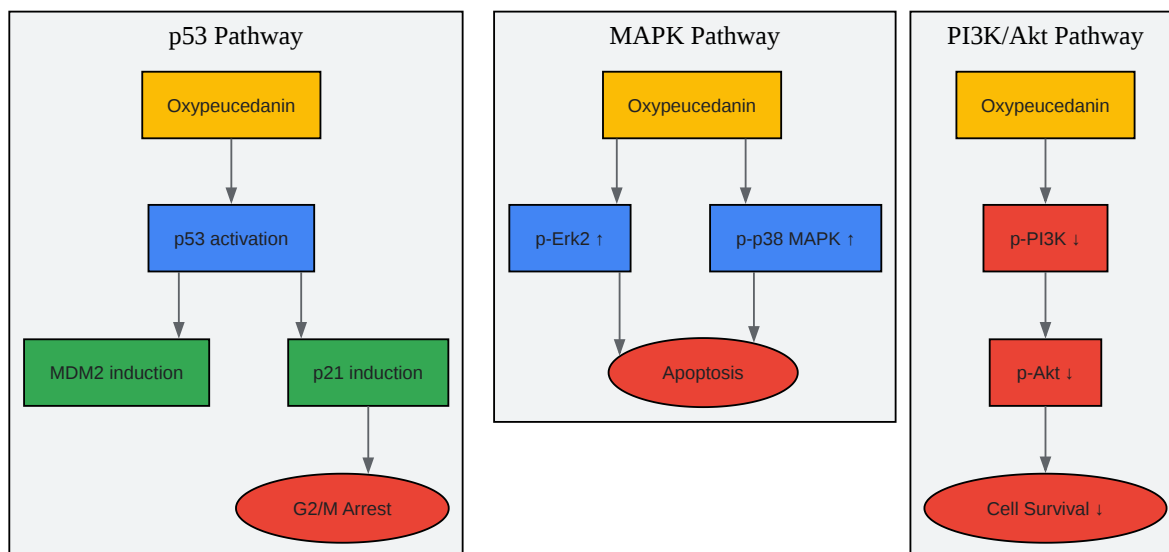 p53 Pathway
Oxypeucedanin
p53 activation
MDM2 induction
p21 induction
G2/M Arrest
MAPK Pathway
Oxypeucedanin
p-Erk2 ↑
p-p38 MAPK ↑
Apoptosis
PI3K/Akt Pathway
Oxypeucedanin
p-PI3K ↓
p-Akt ↓
Cell Survival ↓